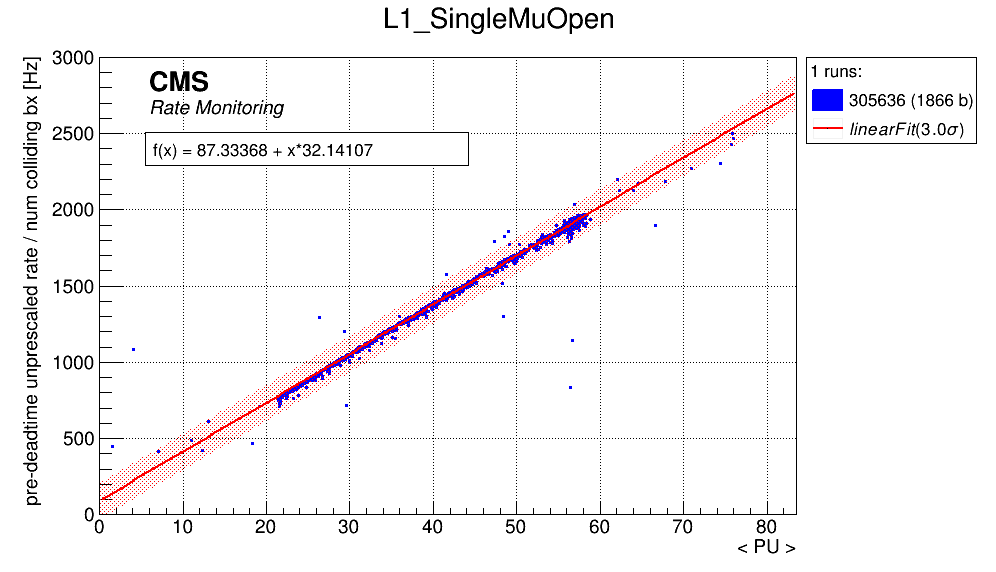 L1_SingleMuOpen
pre-deadtime unprescaled rate / num colliding bx [Hz]
3000
2500
2000
1500
1000
500
0
CMS
Rate Monitoring
f(x) = 87.33368 + x*32.14107
1 runs:
305636 (1866 b)
linearFit(3.0σ)
0 10 20 30 40 50 60 70 80
< PU >